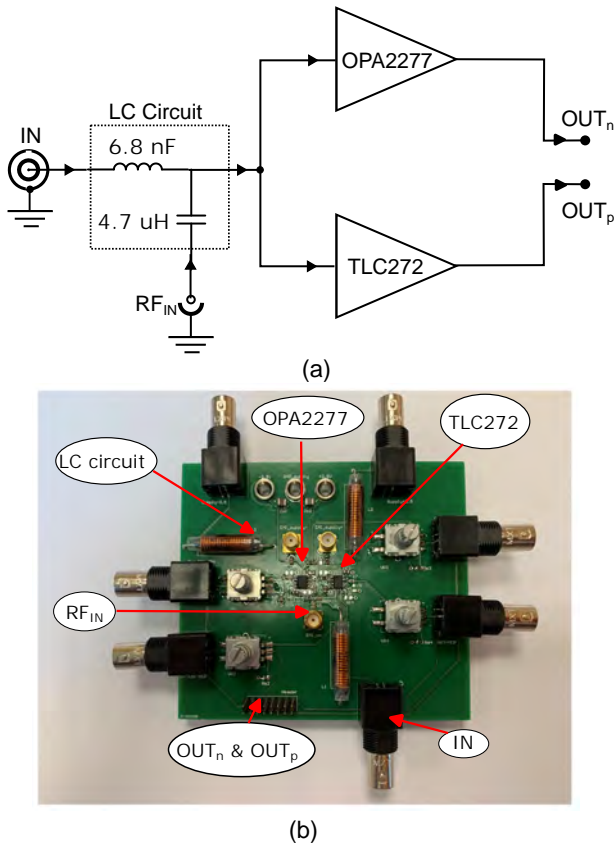 OPA2277
LC Circuit
IN
6.8 nF
4.7 uH
OUTn
OUTp
TLC272
RFIN
(a)
OPA2277
TLC272
LC circuit
RFIN
OUTn & OUTp
IN
(b)